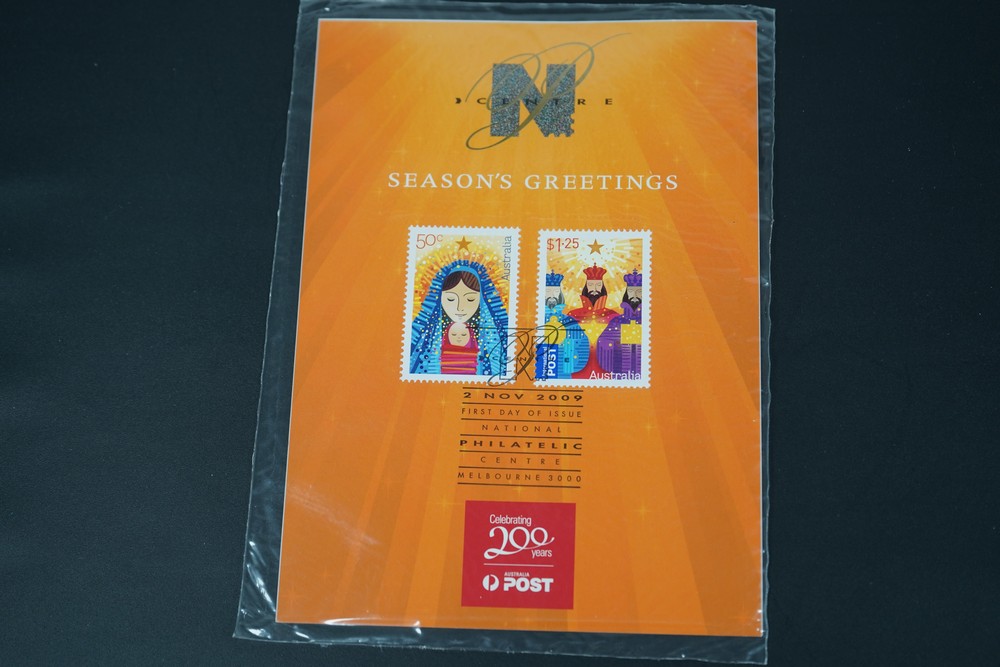 N
CENTRE
SEASON'S GREETINGS
50c
Australia
$1·25
International
POST
Australia
2 NOV 2009
FIRST DAY OF ISSUE
NATIONAL
PHILATELIC
CENTRE
MELBOURNE 3000
Celebrating
200
years
AUSTRALIA
POST